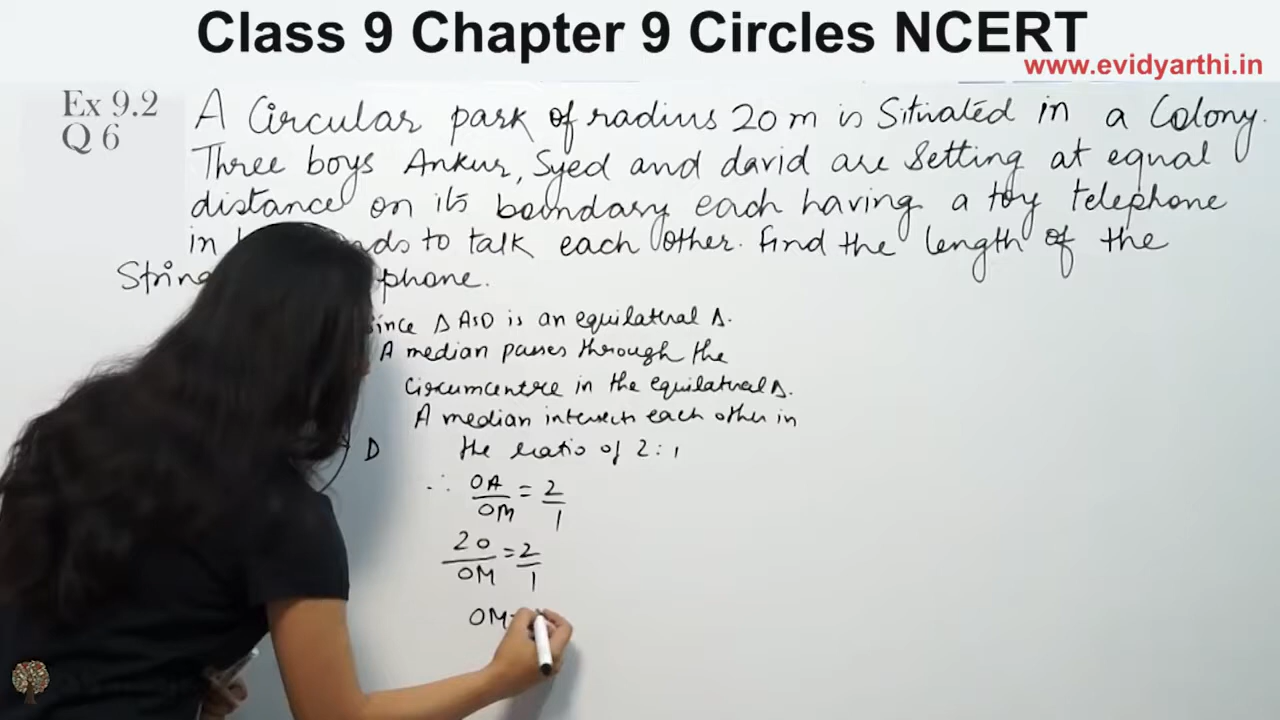 Class 9 Chapter 9 Circles NCERT
www.evidyarthi.in
Ex 9.2
Q 6
A Circular park of radius 20 m is Situated in a Colony.
Three boys Ankur, Syed and david are Setting at equal
distance on its boundary each having a toy telephone
in to talk each other. find the length of the
phone.
Since Δ ASD is an equilateral Δ.
A median passes through the
Circumcentre in the equilateral Δ.
A median intersects each other in
D the ratio of 2:1
∴ OA/OM = 2/1
20/OM = 2/1
OM=